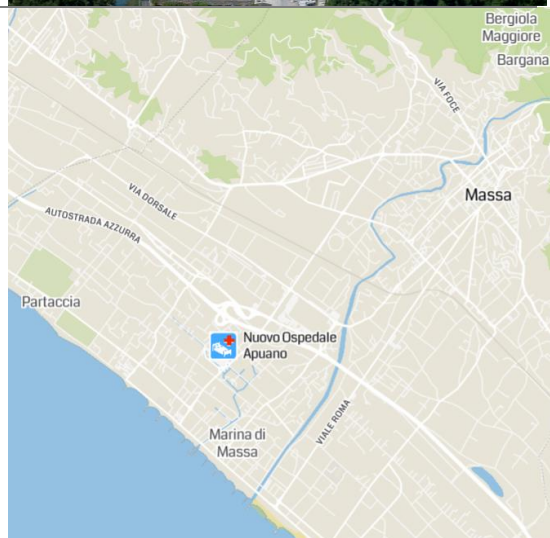 Bergiola
Maggiore
Bargana
VIA FOCE
Massa
VIA DORSALE
AUTOSTRADA AZZURRA
Partaccia
Nuovo Ospedale
Apuano
VIALE ROMA
Marina di
Massa